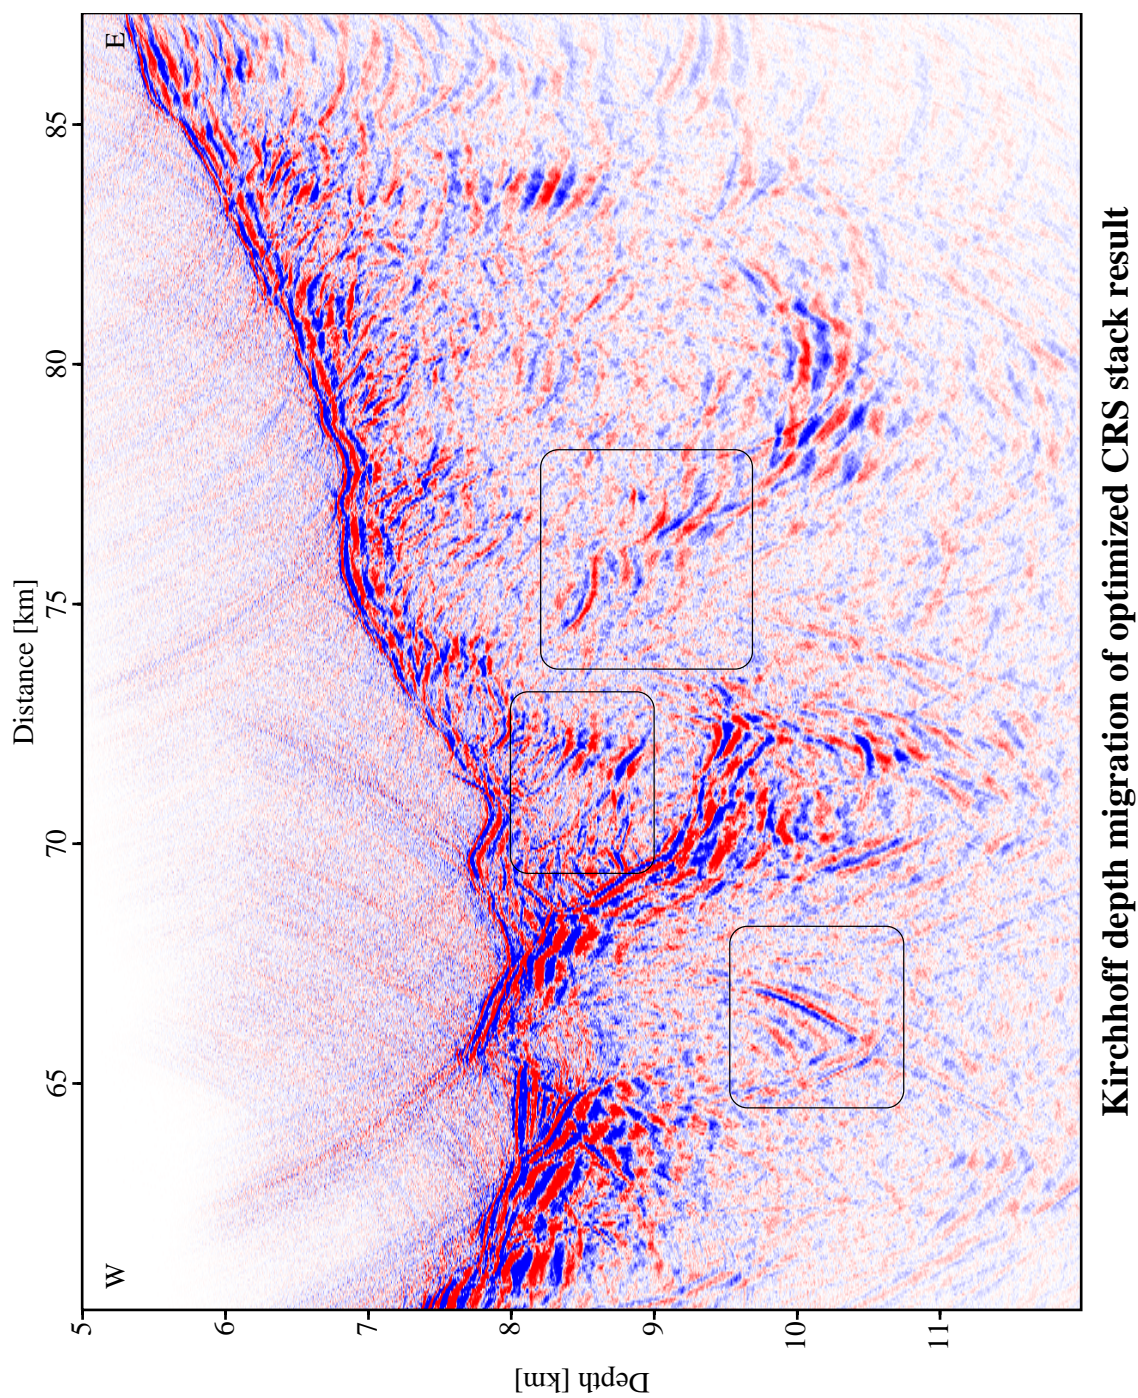 Distance [km]
65
70
75
80
85
W
E
5
6
7
8
9
10
11
Depth [km]
Kirchhoff depth migration of optimized CRS stack result